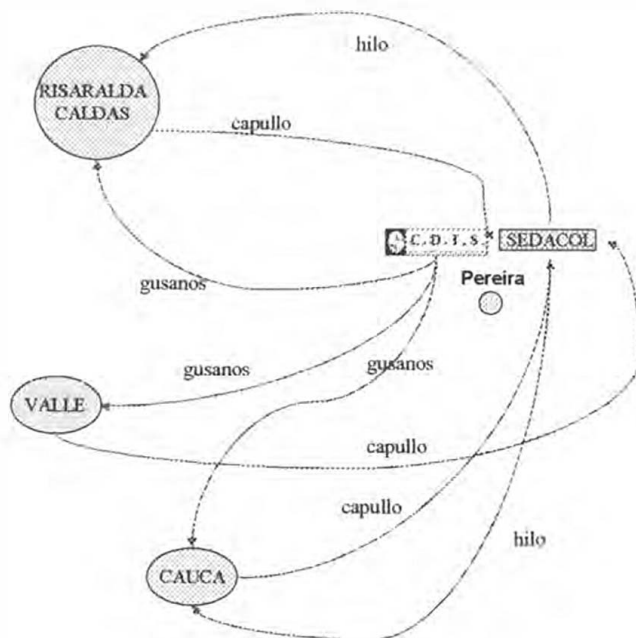 hilo
RISARALDA
CALDAS
capullo
C.D.T.S.
SEDACOL
Pereira
gusanos
gusanos
gusanos
VALLE
capullo
capullo
hilo
CAUCA